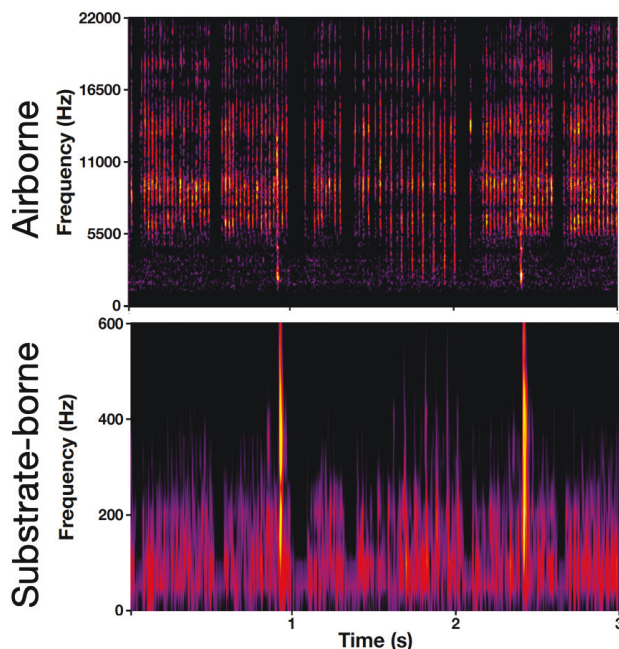 Airborne
Frequency (Hz)
22000
16500
11000
5500
0
Substrate-borne
Frequency (Hz)
600
400
200
0
1
2
3
Time (s)